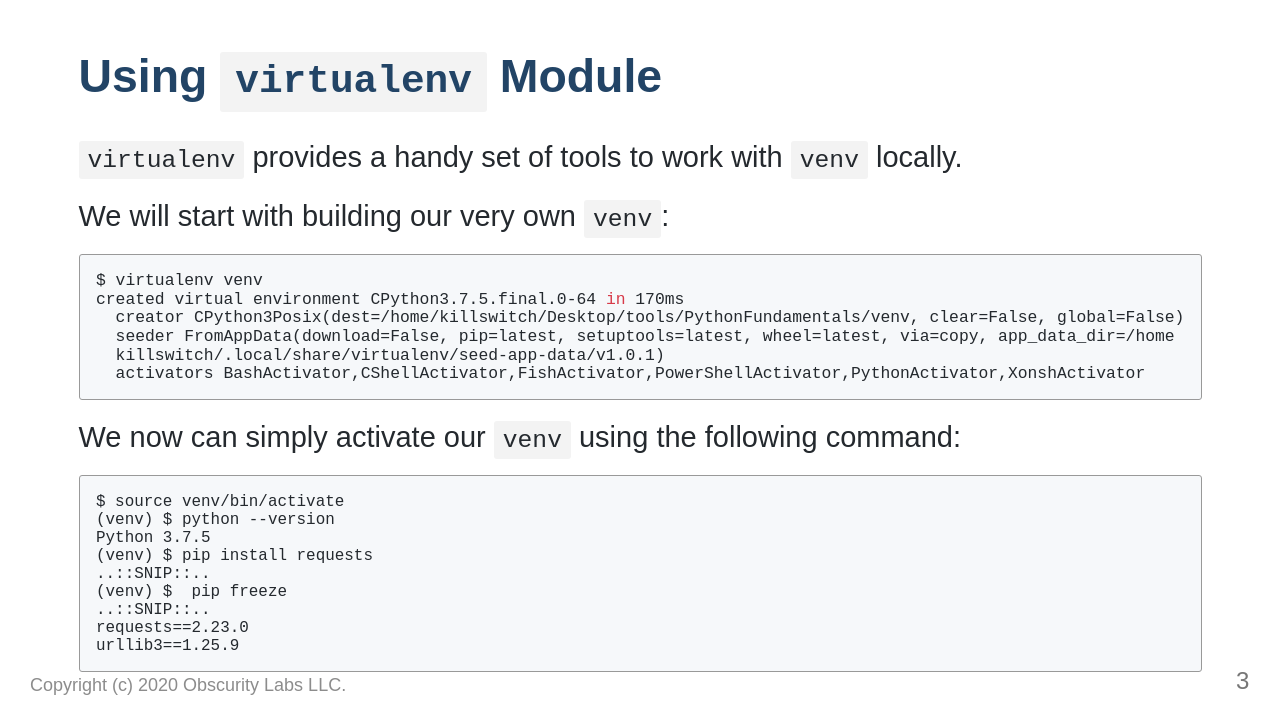 Using virtualenv Module
virtualenv provides a handy set of tools to work with venv locally.
We will start with building our very own venv:
$ virtualenv venv
created virtual environment CPython3.7.5.final.0-64 in 170ms
  creator CPython3Posix(dest=/home/killswitch/Desktop/tools/PythonFundamentals/venv, clear=False, global=False)
  seeder FromAppData(download=False, pip=latest, setuptools=latest, wheel=latest, via=copy, app_data_dir=/home
  killswitch/.local/share/virtualenv/seed-app-data/v1.0.1)
  activators BashActivator,CShellActivator,FishActivator,PowerShellActivator,PythonActivator,XonshActivator
We now can simply activate our venv using the following command:
$ source venv/bin/activate
(venv) $ python --version
Python 3.7.5
(venv) $ pip install requests
..::SNIP::..
(venv) $  pip freeze
..::SNIP::..
requests==2.23.0
urllib3==1.25.9
Copyright (c) 2020 Obscurity Labs LLC.
3